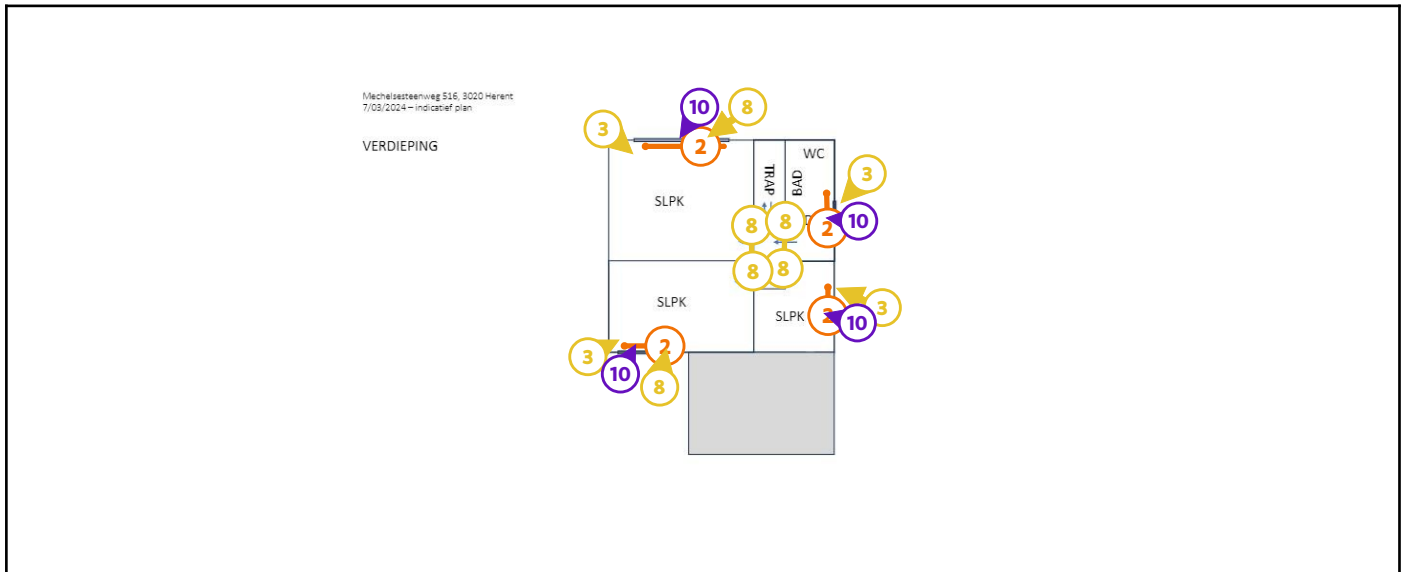 Mechelsesteenweg 516, 3020 Herent
7/03/2024 – indicatief plan
VERDIEPING
10
8
3
2
WC
TRAP
BAD
3
SLPK
8
8
D
2
10
8
8
SLPK
SLPK
2
10
3
3
2
10
8